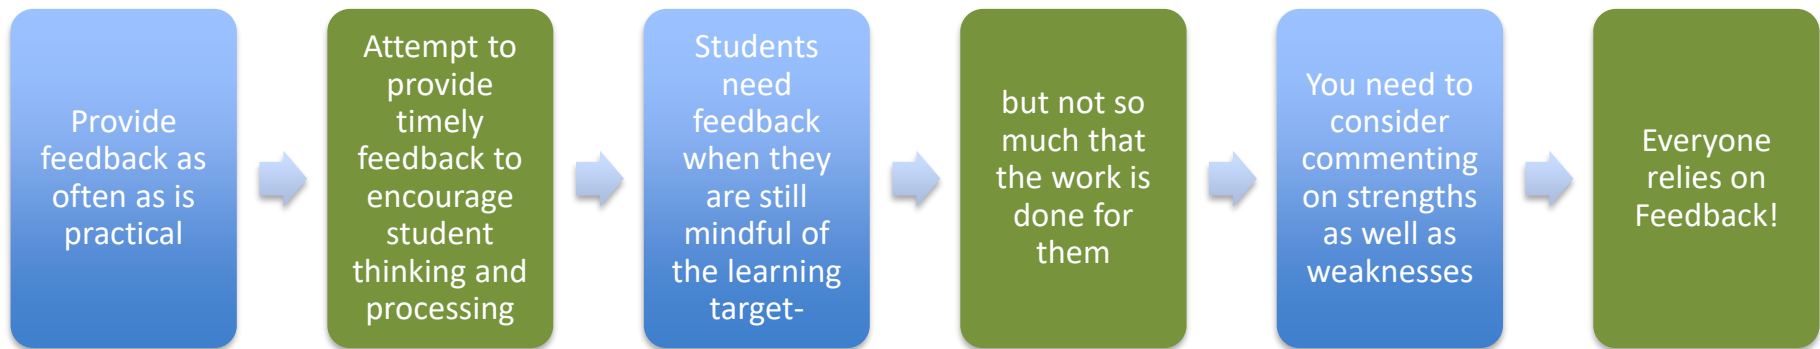 Provide
feedback as
often as is
practical
Attempt to
provide
timely
feedback to
encourage
student
thinking and
processing
Students
need
feedback
when they
are still
mindful of
the learning
target-
but not so
much that
the work is
done for
them
You need to
consider
commenting
on strengths
as well as
weaknesses
Everyone
relies on
Feedback!